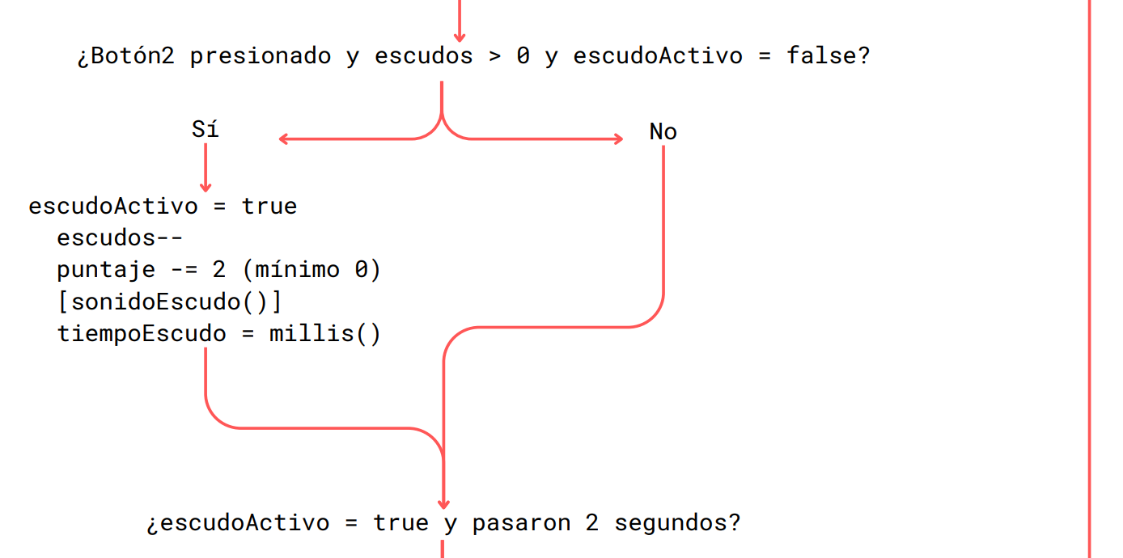 ¿Botón2 presionado y escudos > 0 y escudoActivo = false?
Sí
No
escudoActivo = true
escudos--
puntaje -= 2 (mínimo 0)
[sonidoEscudo()]
tiempoEscudo = millis()
¿escudoActivo = true y pasaron 2 segundos?